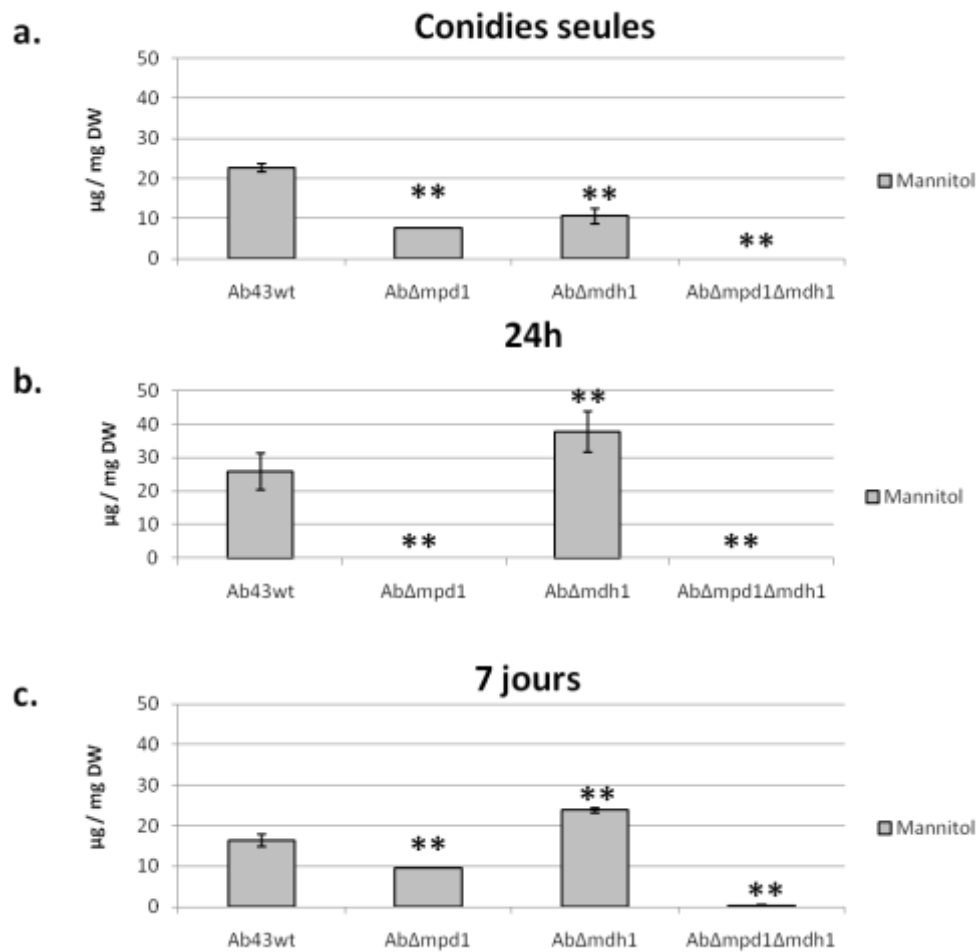 a.
Conidies seules
50
40
30
20
10
0
µg / mg DW
Mannitol
Ab43wt AbΔmpd1 AbΔmdh1 AbΔmpd1Δmdh1
**
**
**
24h
b.
50
40
30
20
10
0
µg / mg DW
Mannitol
Ab43wt AbΔmpd1 AbΔmdh1 AbΔmpd1Δmdh1
**
**
**
7 jours
c.
50
40
30
20
10
0
µg / mg DW
Mannitol
Ab43wt AbΔmpd1 AbΔmdh1 AbΔmpd1Δmdh1
**
**
**